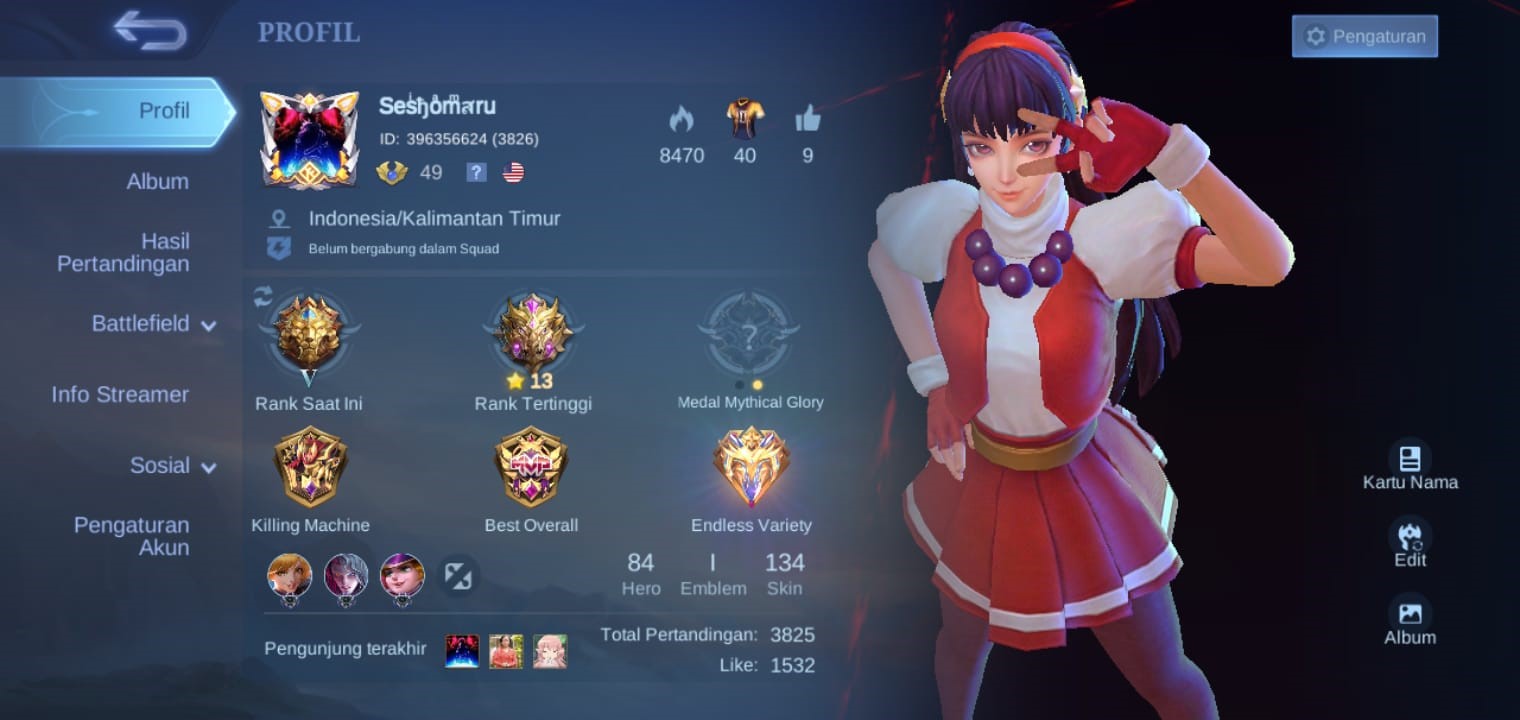 PROFIL
Pengaturan
Profil
Album
Hasil
Pertandingan
Battlefield
Info Streamer
Sosial
Pengaturan
Akun
ID: 396356624 (3826)
49
?
8470
40
9
Indonesia/Kalimantan Timur
Belum bergabung dalam Squad
V
Rank Saat Ini
13
Rank Tertinggi
?
Medal Mythical Glory
Killing Machine
MVP
Best Overall
Endless Variety
84
Hero
I
Emblem
134
Skin
Pengunjung terakhir
Total Pertandingan: 3825
Like: 1532
Kartu Nama
Edit
Album